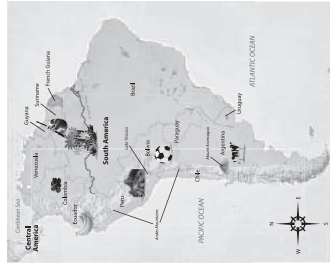 Caribbean Sea
Central
America
Venezuela
Guyana
Suriname
French Guiana
Colombia
Ecuador
South America
Brazil
Peru
Lake Titicaca
Bolivia
Andes Mountains
Paraguay
Chile
Mount Aconcagua
Argentina
Uruguay
PACIFIC OCEAN
ATLANTIC OCEAN
N
W
E
S